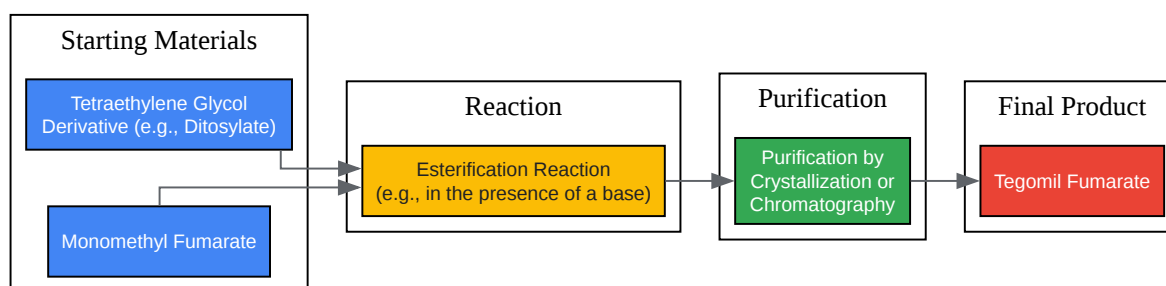 Starting Materials
Tetraethylene Glycol
Derivative (e.g., Ditosylate)
Monomethyl Fumarate
Reaction
Esterification Reaction
(e.g., in the presence of a base)
Purification
Purification by
Crystallization or
Chromatography
Final Product
Tegomil Fumarate